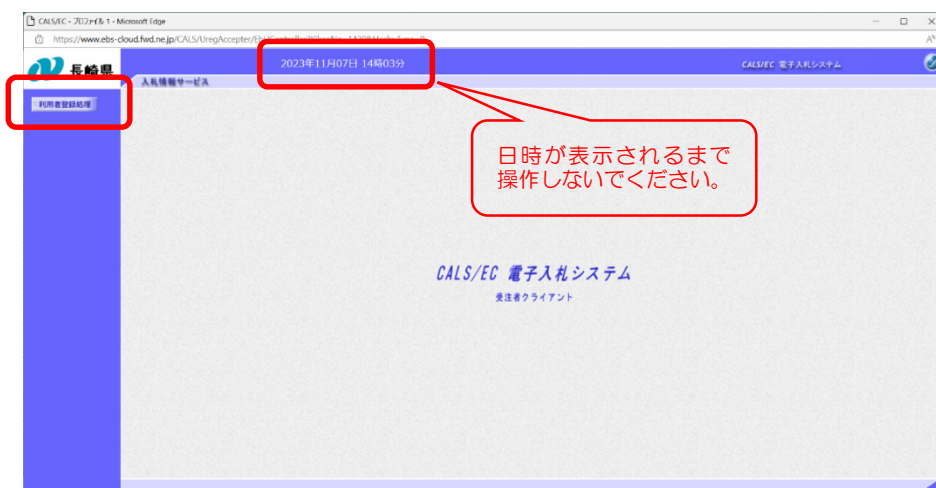 CALS/EC - プロファイル 1 - Microsoft Edge
https://www.ebs-cloud.fwd.ne.jp/CALS/UregAccepter/
長崎県
2023年11月07日 14時03分
CALS/EC 電子入札システム
入札情報サービス
利用者登録処理
日時が表示されるまで
操作しないでください。
CALS/EC 電子入札システム
受注者クライアント